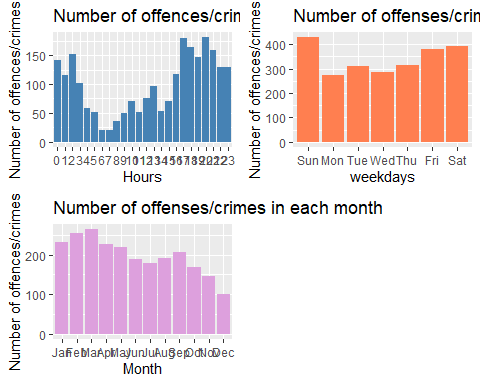 Number of offences/crim
Number of offences/crimes
150
100
50
0
0 1 2 3 4 5 6 7 8 9 10 11 12 13 14 15 16 17 18 19 20 21 22 23
Hours
Number of offenses/crim
Number of offences/crimes
400
300
200
100
0
Sun Mon Tue Wed Thu Fri Sat
weekdays
Number of offenses/crimes in each month
Number of offences/crimes
200
100
0
Jan Feb Mar Apr May Jun Jul Aug Sep Oct Nov Dec
Month